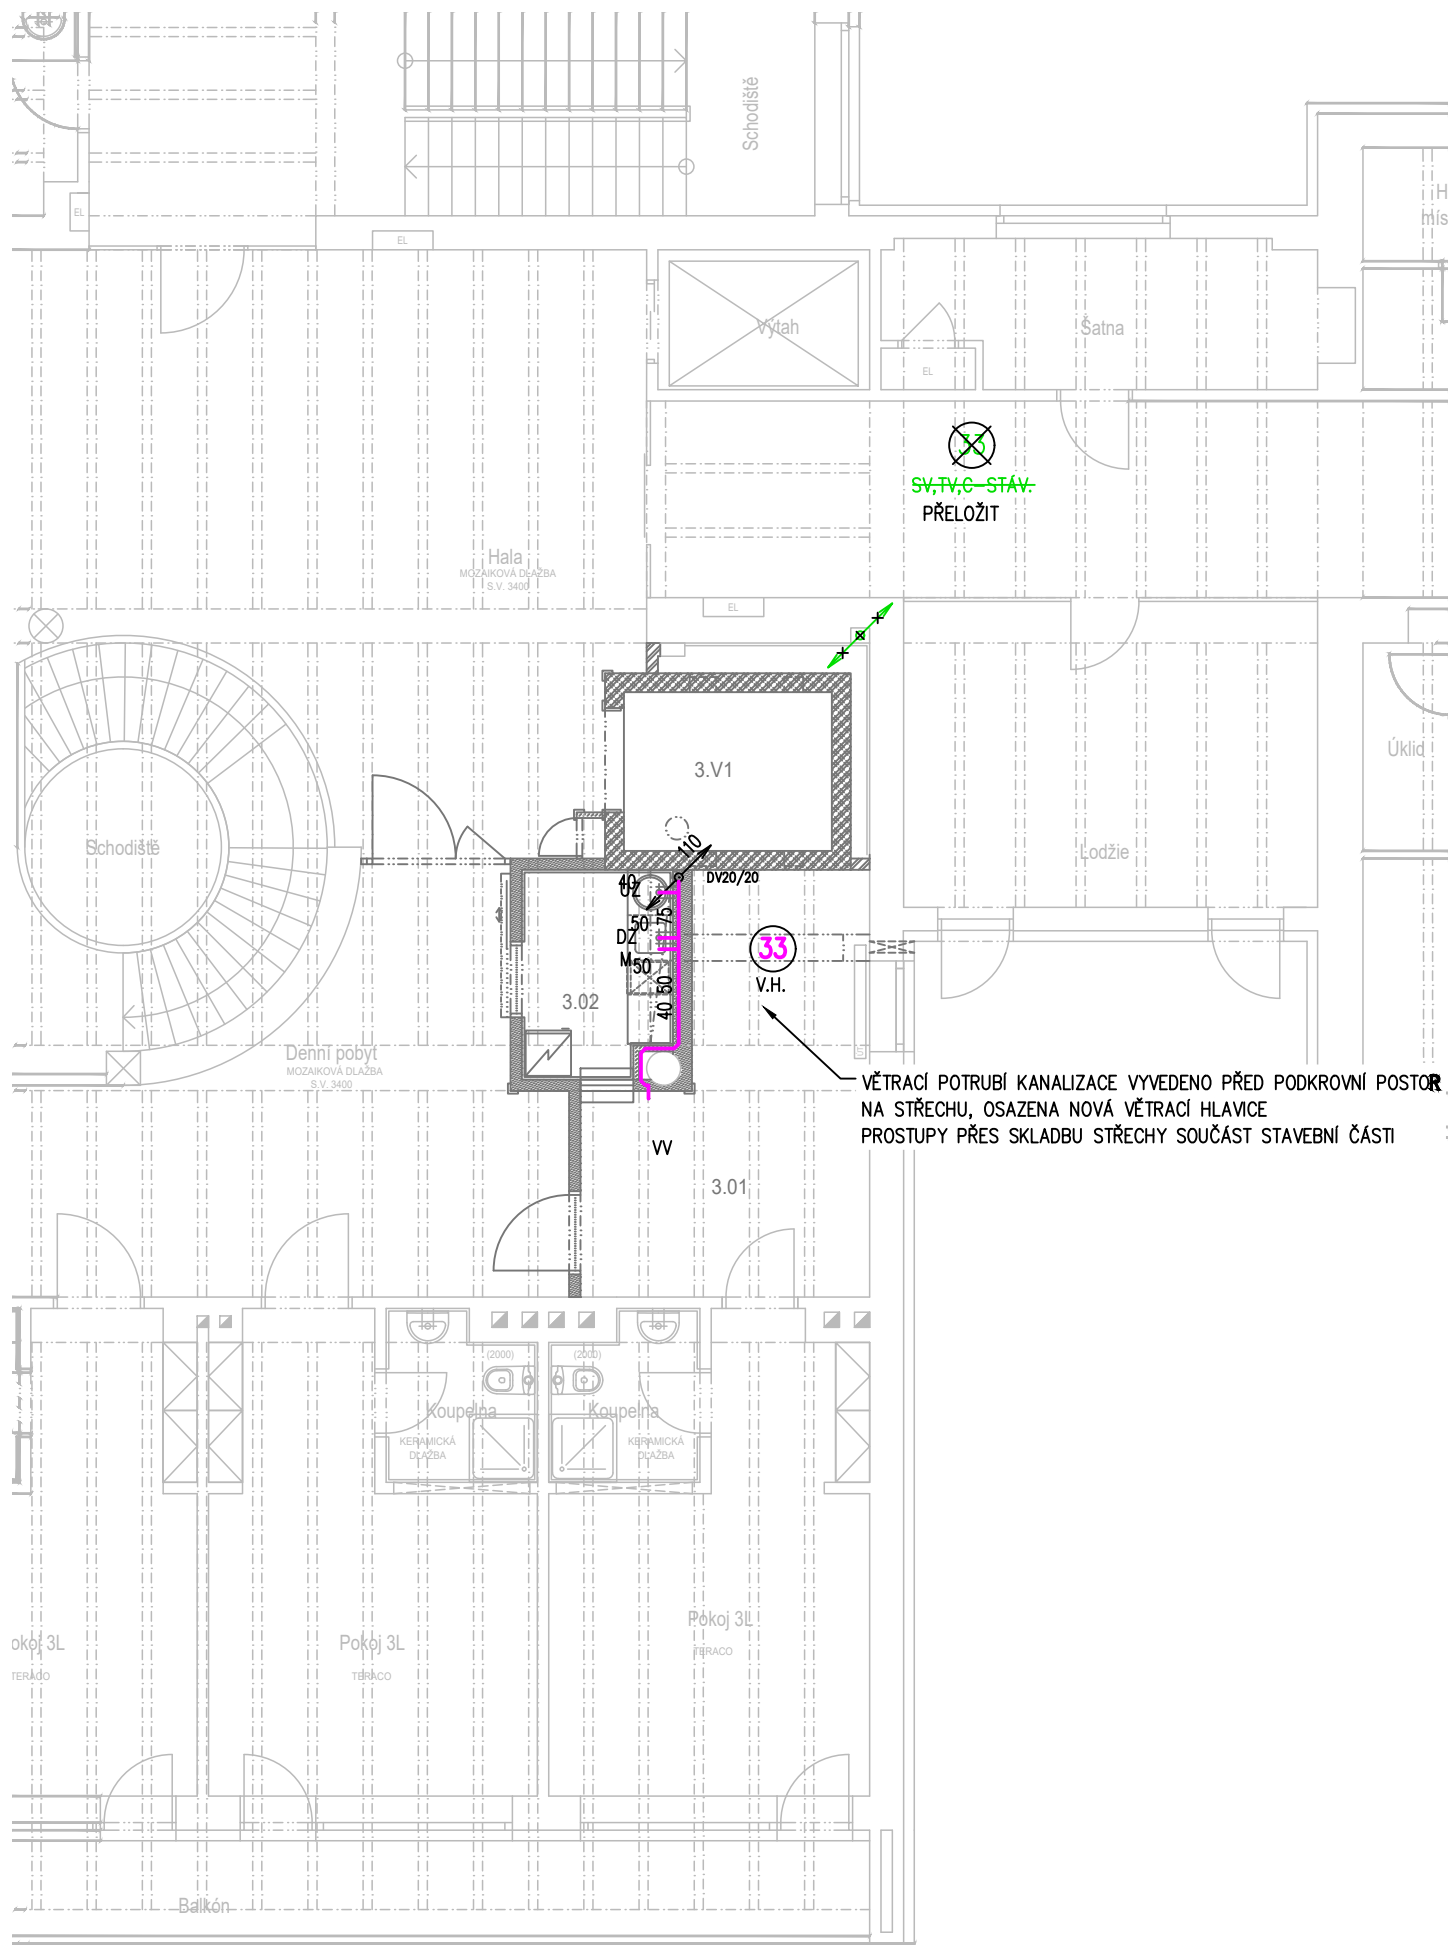 Schodiště
EL
EL
H
mís
Výtah
Šatna
EL
33
SV,TV,C-STÁV.
PŘELOŽIT
Hala
MOZAIKOVÁ DLAŽBA
S.V. 3400
EL
Úklid
3.V1
Schodiště
Lodžie
110
DV20/20
40
UZ
75
50
DZ
M
50
33
V.H.
50
40
3.02
Denní pobyt
MOZAIKOVÁ DLAŽBA
S.V. 3400
VĚTRACÍ POTRUBÍ KANALIZACE VYVEDENO PŘED PODKROVNÍ POSTOR
NA STŘECHU, OSAZENA NOVÁ VĚTRACÍ HLAVICE
PROSTUPY PŘES SKLADBU STŘECHY SOUČÁST STAVEBNÍ ČÁSTI
VV
3.01
(2000)
(2000)
Koupelna
Koupelna
KERAMICKÁ
DLAŽBA
KERAMICKÁ
DLAŽBA
Pokoj 3L
TERACO
okoj 3L
TERACO
Pokoj 3L
TERACO
Balkón